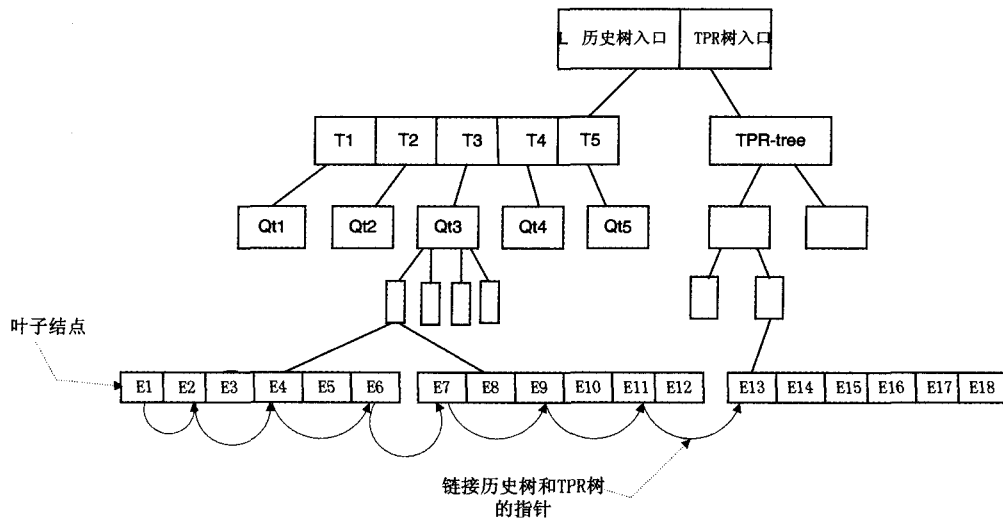 L 历史树入口 TPR树入口
T1 T2 T3 T4 T5
TPR-tree
Qt1 Qt2 Qt3 Qt4 Qt5
叶子结点
E1 E2 E3 E4 E5 E6 E7 E8 E9 E10 E11 E12 E13 E14 E15 E16 E17 E18
链接历史树和TPR树
的指针